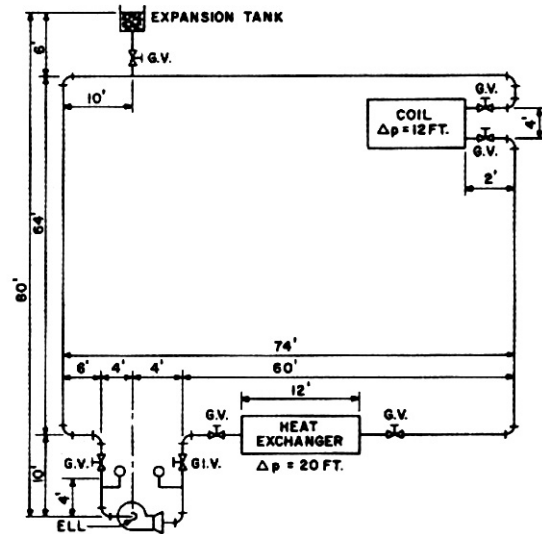 EXPANSION TANK
6'
G.V.
10'
G.V.
COIL
Δp = 12 FT.
4'
G.V.
2'
64'
80'
74'
6' 4' 4' 60'
12'
G.V.
G.V.
HEAT
EXCHANGER
Δp = 20 FT.
G.V.
G1.V.
10'
4'
ELL